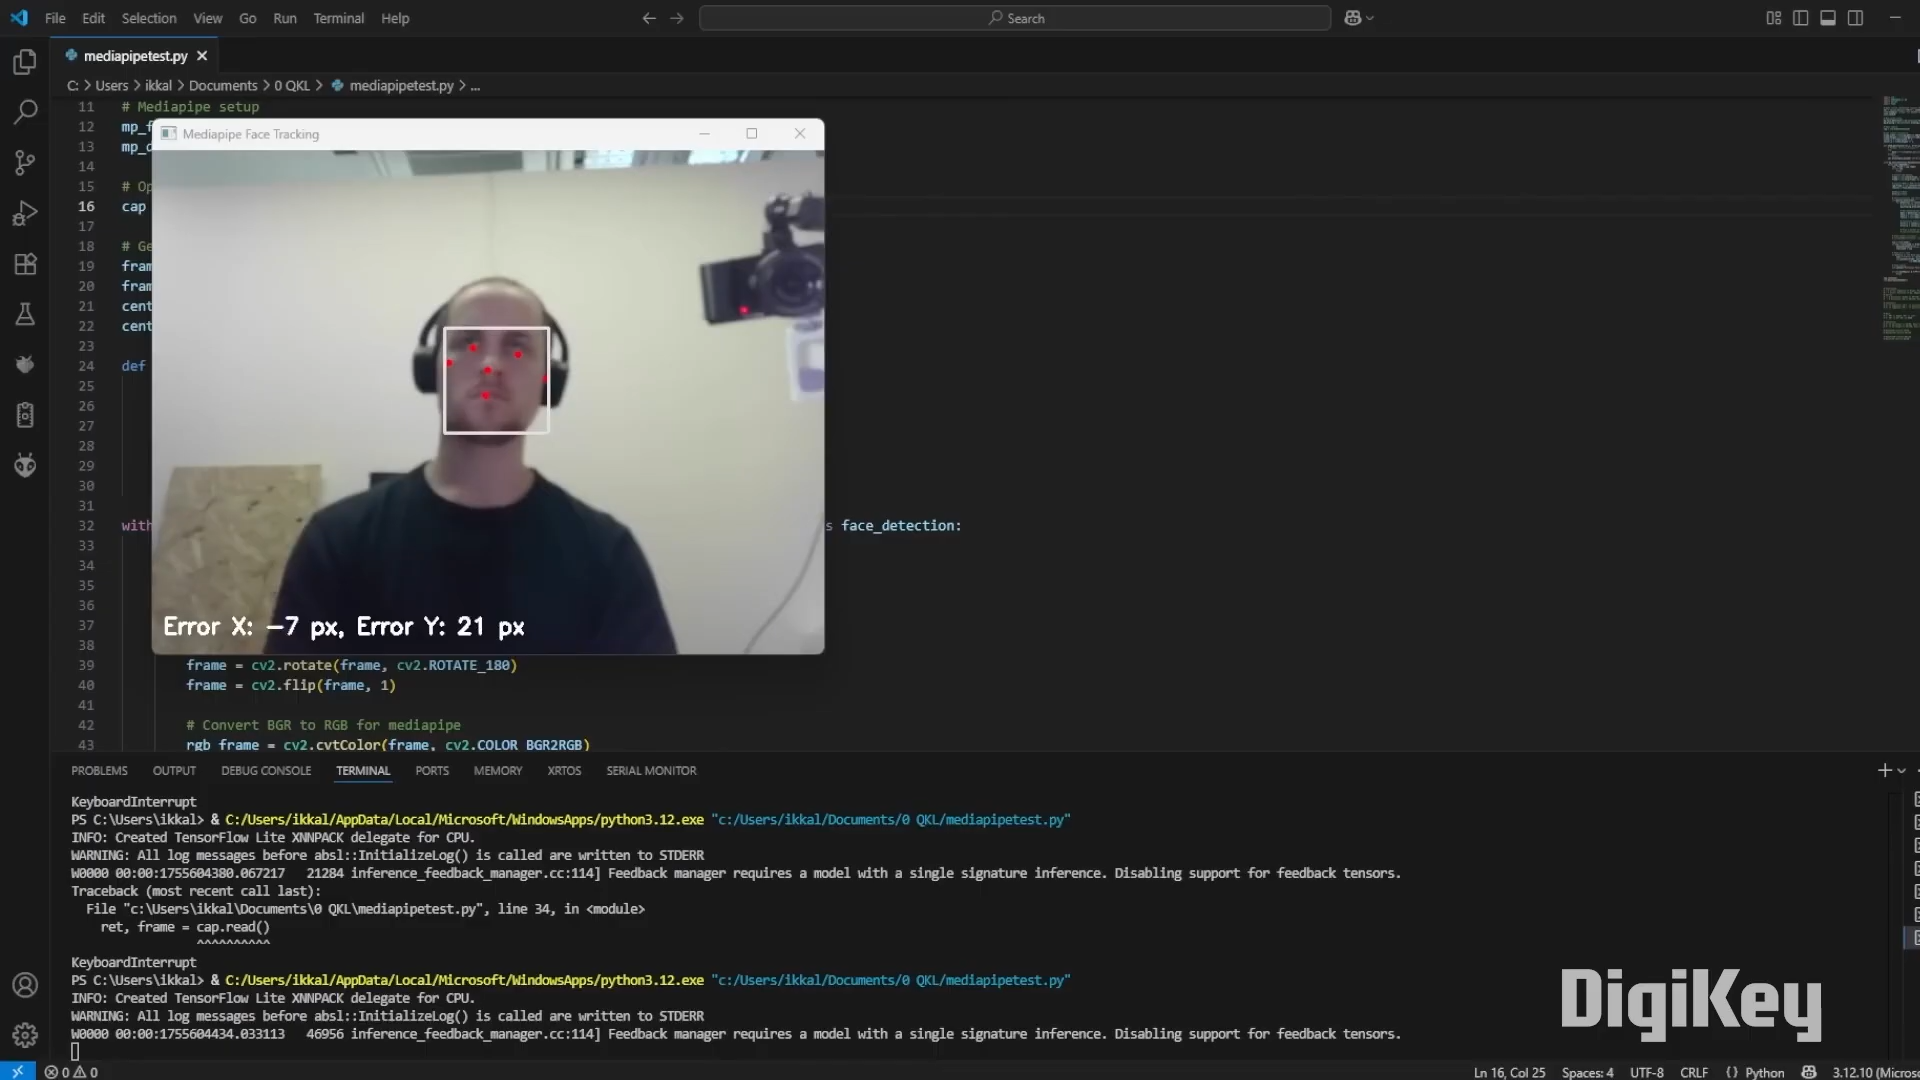 File Edit Selection View Go Run Terminal Help
Search
mediapipetest.py
C: > Users > ikkal > Documents > 0 QKL > mediapipetest.py > ...
11 # Mediapipe setup
12
13
14
15
16 cap
17
18
19
20
21
22
23
24 def
25
26
27
28
29
30
31
32 with face_detection:
33
34
35
36
37
38
39 frame = cv2.rotate(frame, cv2.ROTATE_180)
40 frame = cv2.flip(frame, 1)
41
42 # Convert BGR to RGB for mediapipe
43 rgb_frame = cv2.cvtColor(frame, cv2.COLOR_BGR2RGB)
Mediapipe Face Tracking
Error X: -7 px, Error Y: 21 px
PROBLEMS OUTPUT DEBUG CONSOLE TERMINAL PORTS MEMORY XRTOS SERIAL MONITOR
KeyboardInterrupt
PS C:\Users\ikkal> & C:/Users/ikkal/AppData/Local/Microsoft/WindowsApps/python3.12.exe "c:/Users/ikkal/Documents/0 QKL/mediapipetest.py"
INFO: Created TensorFlow Lite XNNPACK delegate for CPU.
WARNING: All log messages before absl::InitializeLog() is called are written to STDERR
W0000 00:00:1755604380.067217 21284 inference_feedback_manager.cc:114] Feedback manager requires a model with a single signature inference. Disabling support for feedback tensors.
Traceback (most recent call last):
File "c:\Users\ikkal\Documents\0 QKL\mediapipetest.py", line 34, in <module>
ret, frame = cap.read()
^^^^^^^^^^
KeyboardInterrupt
PS C:\Users\ikkal> & C:/Users/ikkal/AppData/Local/Microsoft/WindowsApps/python3.12.exe "c:/Users/ikkal/Documents/0 QKL/mediapipetest.py"
INFO: Created TensorFlow Lite XNNPACK delegate for CPU.
WARNING: All log messages before absl::InitializeLog() is called are written to STDERR
W0000 00:00:1755604434.033113 46956 inference_feedback_manager.cc:114] Feedback manager requires a model with a single signature inference. Disabling support for feedback tensors.
DigiKey
0 0 Ln 16, Col 25 Spaces: 4 UTF-8 CRLF {} Python 3.12.10